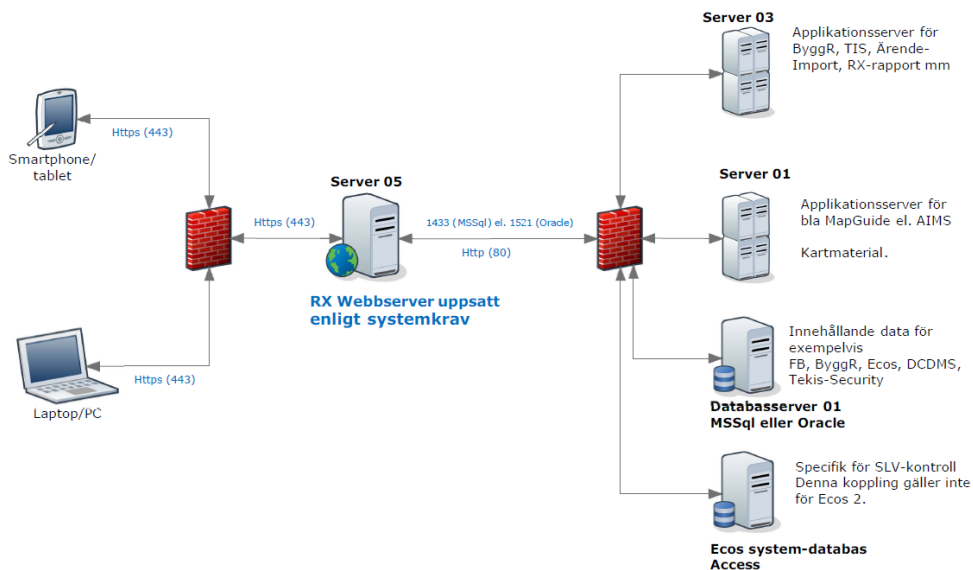 Server 03
Applikationsserver för
ByggR, TIS, Ärende-
Import, RX-rapport mm
Smartphone/
tablet
Https (443)
Server 05
Https (443)
1433 (MSSql) el. 1521 (Oracle)
Http (80)
RX Webbserver uppsatt
enligt systemkrav
Server 01
Applikationsserver för
bla MapGuide el. AIMS
Kartmaterial.
Https (443)
Laptop/PC
Innehållande data för
exempelvis
FB, ByggR, Ecos, DCDMS,
Tekis-Security
Databasserver 01
MSSql eller Oracle
Specifik för SLV-kontroll
Denna koppling gäller inte
för Ecos 2.
Ecos system-databas
Access